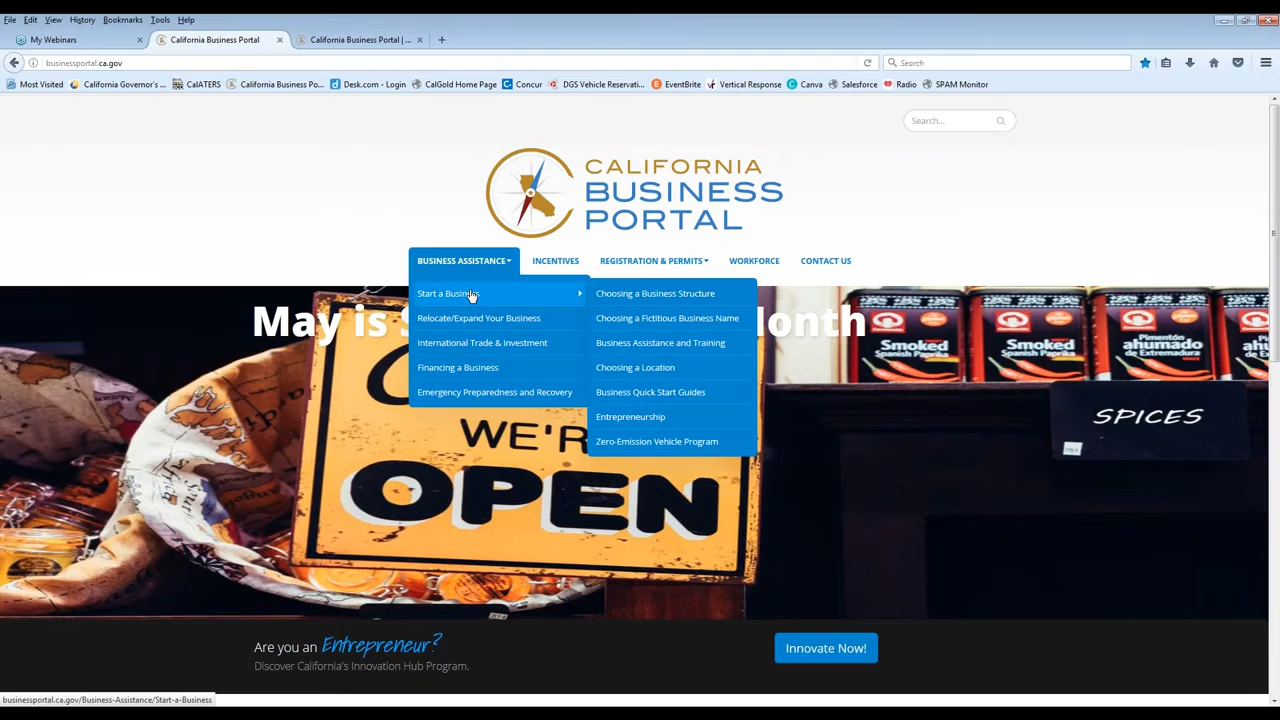 File Edit View History Bookmarks Tools Help
My Webinars × California Business Portal × California Business Portal | ... × +
businessportal.ca.gov Search
Most Visited California Governor's ... CalATERS California Business Po... Desk.com - Login CalGold Home Page Concur DGS Vehicle Reservati... EventBrite Vertical Response Canva Salesforce Radio SPAM Monitor
Search...
CALIFORNIA
BUSINESS
PORTAL
BUSINESS ASSISTANCE INCENTIVES REGISTRATION & PERMITS WORKFORCE CONTACT US
Start a Business
Relocate/Expand Your Business
International Trade & Investment
Financing a Business
Emergency Preparedness and Recovery
Choosing a Business Structure
Choosing a Fictitious Business Name
Business Assistance and Training
Choosing a Location
Business Quick Start Guides
Entrepreneurship
Zero-Emission Vehicle Program
May is
WE'R
OPEN
Smoked
Spanish Paprika
Smoked
Spanish Paprika
Pimentón
ahumado
de Extremadura
SPICES
Are you an Entrepreneur?
Discover California's Innovation Hub Program.
Innovate Now!
businessportal.ca.gov/Business-Assistance/Start-a-Business